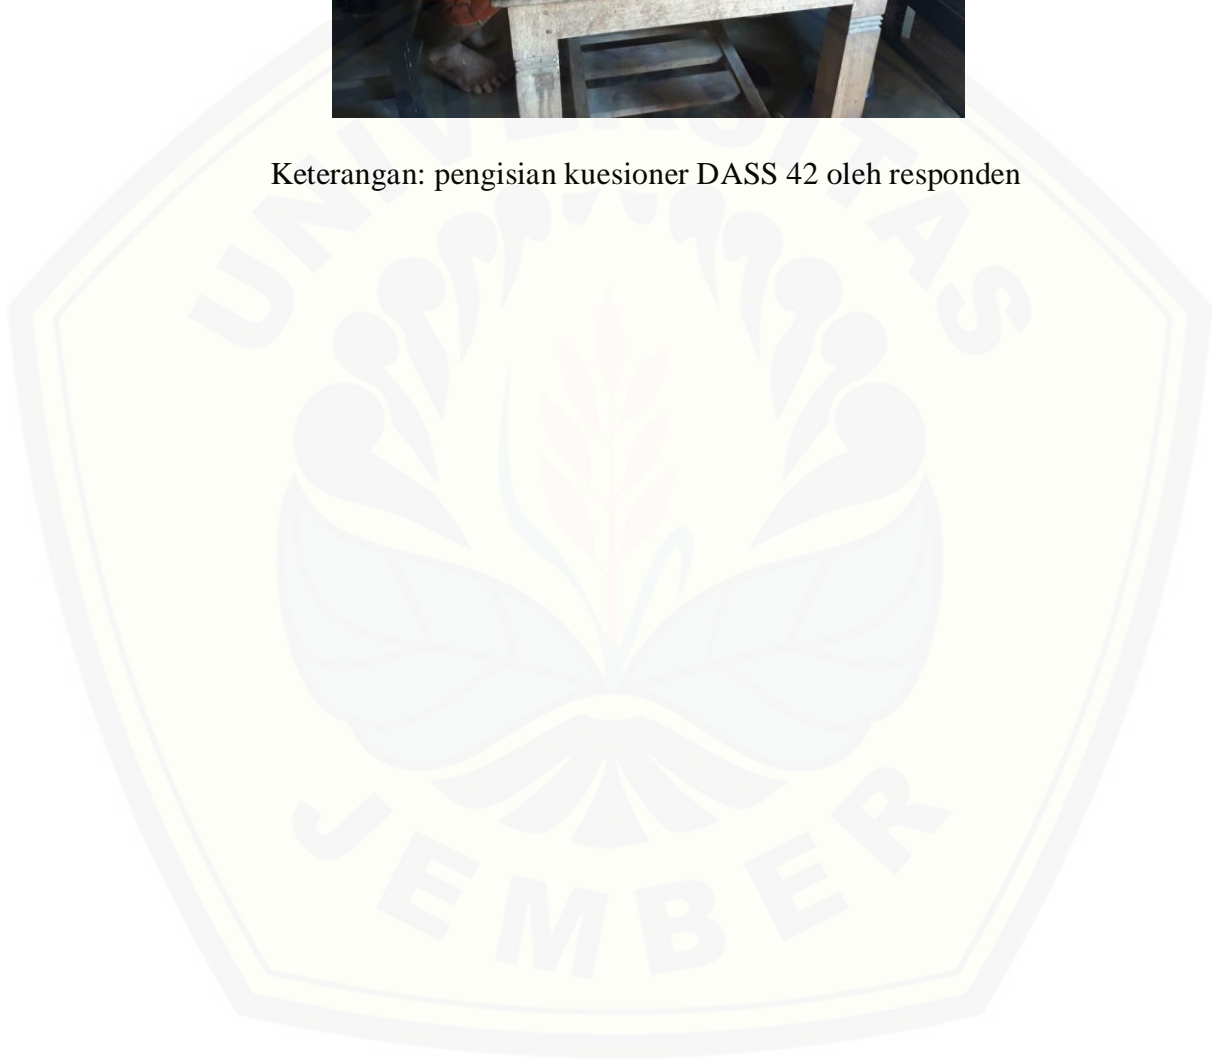 Keterangan: pengisian kuesioner DASS 42 oleh responden
UNIVERSITAS
JEMBER